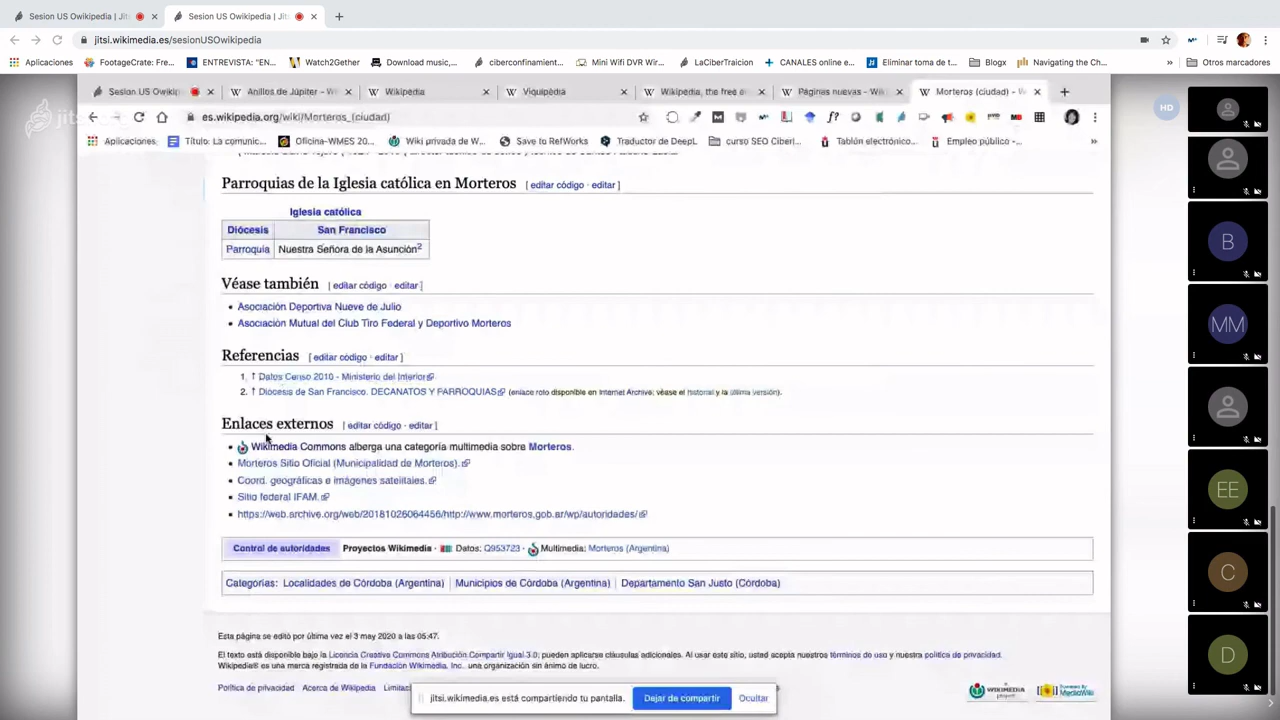 Sesion US Owikipedia | Jit
Sesion US Owikipedia | Jit
jitsi.wikimedia.es/sesionUSOwikipedia
Aplicaciones
FootageCrate: Fre...
ENTREVISTA: "EN...
Watch2Gether
Download music,...
ciberconfinamient...
Mini Wifi DVR Wir...
LaCiberTraicion
CANALES online e...
Eliminar toma de t...
Blogx
Navigating the Ch...
»
Otros marcadores
Sesion US Owikip
Anillos de Júpiter - W
Wikipedia
Viquipèdia
Wikipedia, the free e
Páginas nuevas - Wi
Morteros (ciudad) - W
es.wikipedia.org/wiki/Morteros_(ciudad)
Aplicaciones
Título. La comunic...
Oficina-WMES 20...
Wiki privada de W...
Save to RefWorks
Traductor de DeepL
curso SEO Ciberl...
Tablón electrónico...
Empleo público -...
»
HD
Parroquias de la Iglesia católica en Morteros [ editar código · editar ]
Iglesia católica
Diócesis San Francisco
Parroquia Nuestra Señora de la Asunción2
Véase también [ editar código · editar ]
Asociación Deportiva Nueve de Julio
Asociación Mutual del Club Tiro Federal y Deportivo Morteros
Referencias [ editar código · editar ]
1. ↑ Datos Censo 2010 - Ministerio del Interior
2. ↑ Diócesis de San Francisco. DECANATOS Y PARROQUIAS (enlace roto disponible en Internet Archive; véase el historial y la última versión).
Enlaces externos [ editar código · editar ]
Wikimedia Commons alberga una categoría multimedia sobre Morteros.
Morteros Sitio Oficial (Municipalidad de Morteros).
Coord. geográficas e imágenes satelitales.
Sitio federal IFAM.
https://web.archive.org/web/20181026064456/http://www.morteros.gob.ar/wp/autoridades/
Control de autoridades Proyectos Wikimedia · Datos: Q953723 · Multimedia: Morteros (Argentina)
Categorías: Localidades de Córdoba (Argentina) | Municipios de Córdoba (Argentina) | Departamento San Justo (Córdoba)
Esta página se editó por última vez el 3 may 2020 a las 05:47.
El texto está disponible bajo la Licencia Creative Commons Atribución Compartir Igual 3.0; pueden aplicarse cláusulas adicionales. Al usar este sitio, usted acepta nuestros términos de uso y nuestra política de privacidad.
Wikipedia® es una marca registrada de la Fundación Wikimedia, Inc., una organización sin ánimo de lucro.
Política de privacidad Acerca de Wikipedia Limitac
jitsi.wikimedia.es está compartiendo tu pantalla. Dejar de compartir Ocultar
WIKIMEDIA project
Powered By MediaWiki
B
MM
EE
C
D